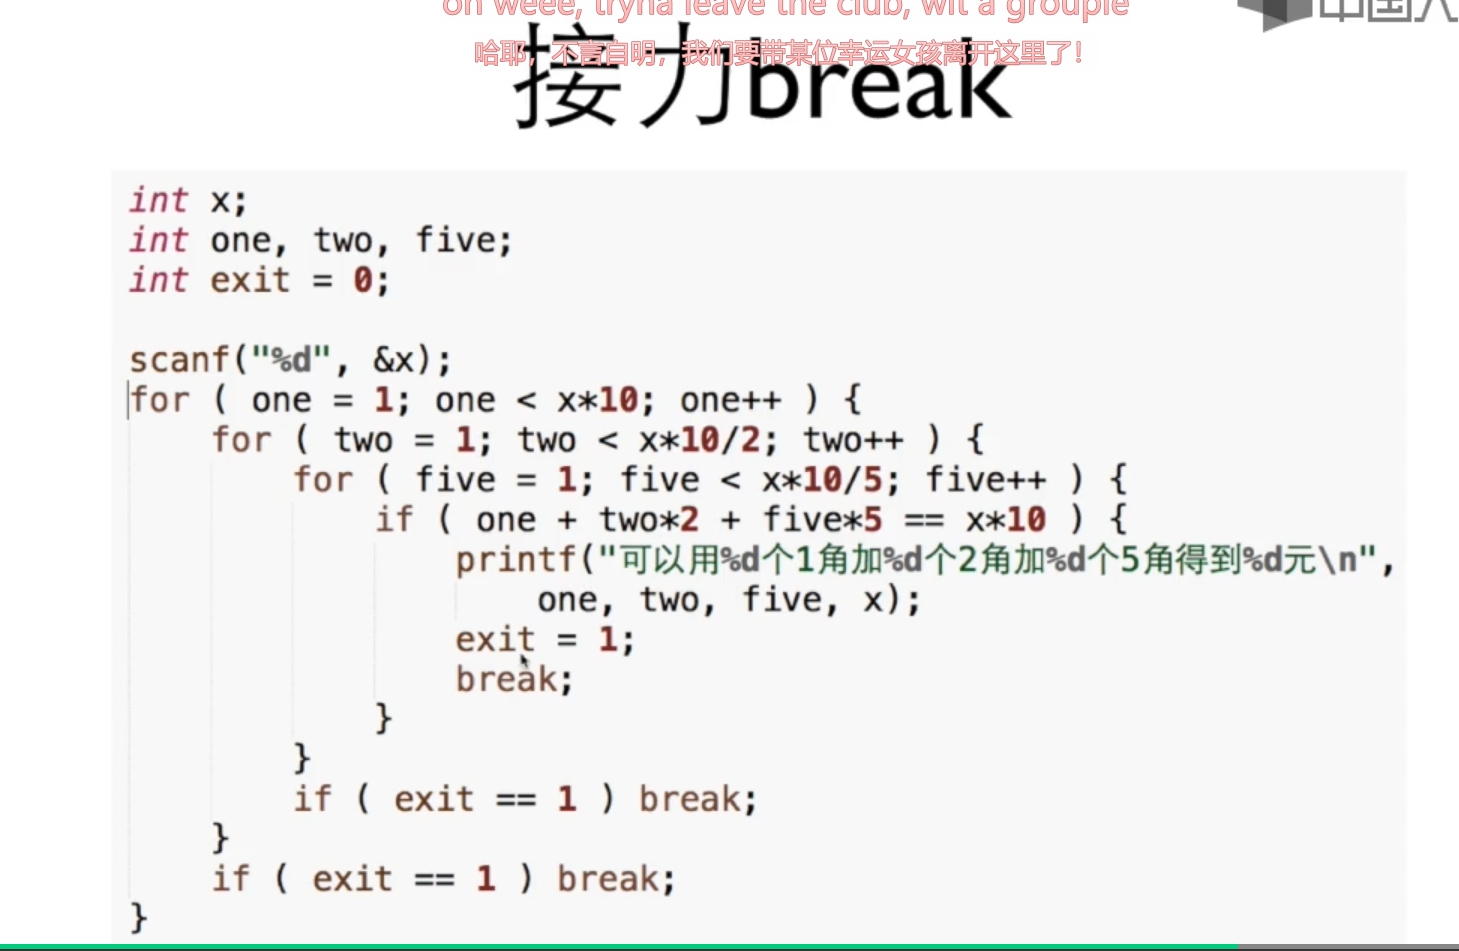 on weee, tryna leave the club, wit a groupie
中国
哈耶，不言自明，我们要带某位幸运女孩离开这里了！
接力break
int x;
int one, two, five;
int exit = 0;
scanf("%d", &x);
for ( one = 1; one < x*10; one++ ) {
for ( two = 1; two < x*10/2; two++ ) {
for ( five = 1; five < x*10/5; five++ ) {
if ( one + two*2 + five*5 == x*10 ) {
printf("可以用%d个1角加%d个2角加%d个5角得到%d元\n",
one, two, five, x);
exit = 1;
break;
}
}
if ( exit == 1 ) break;
}
if ( exit == 1 ) break;
}